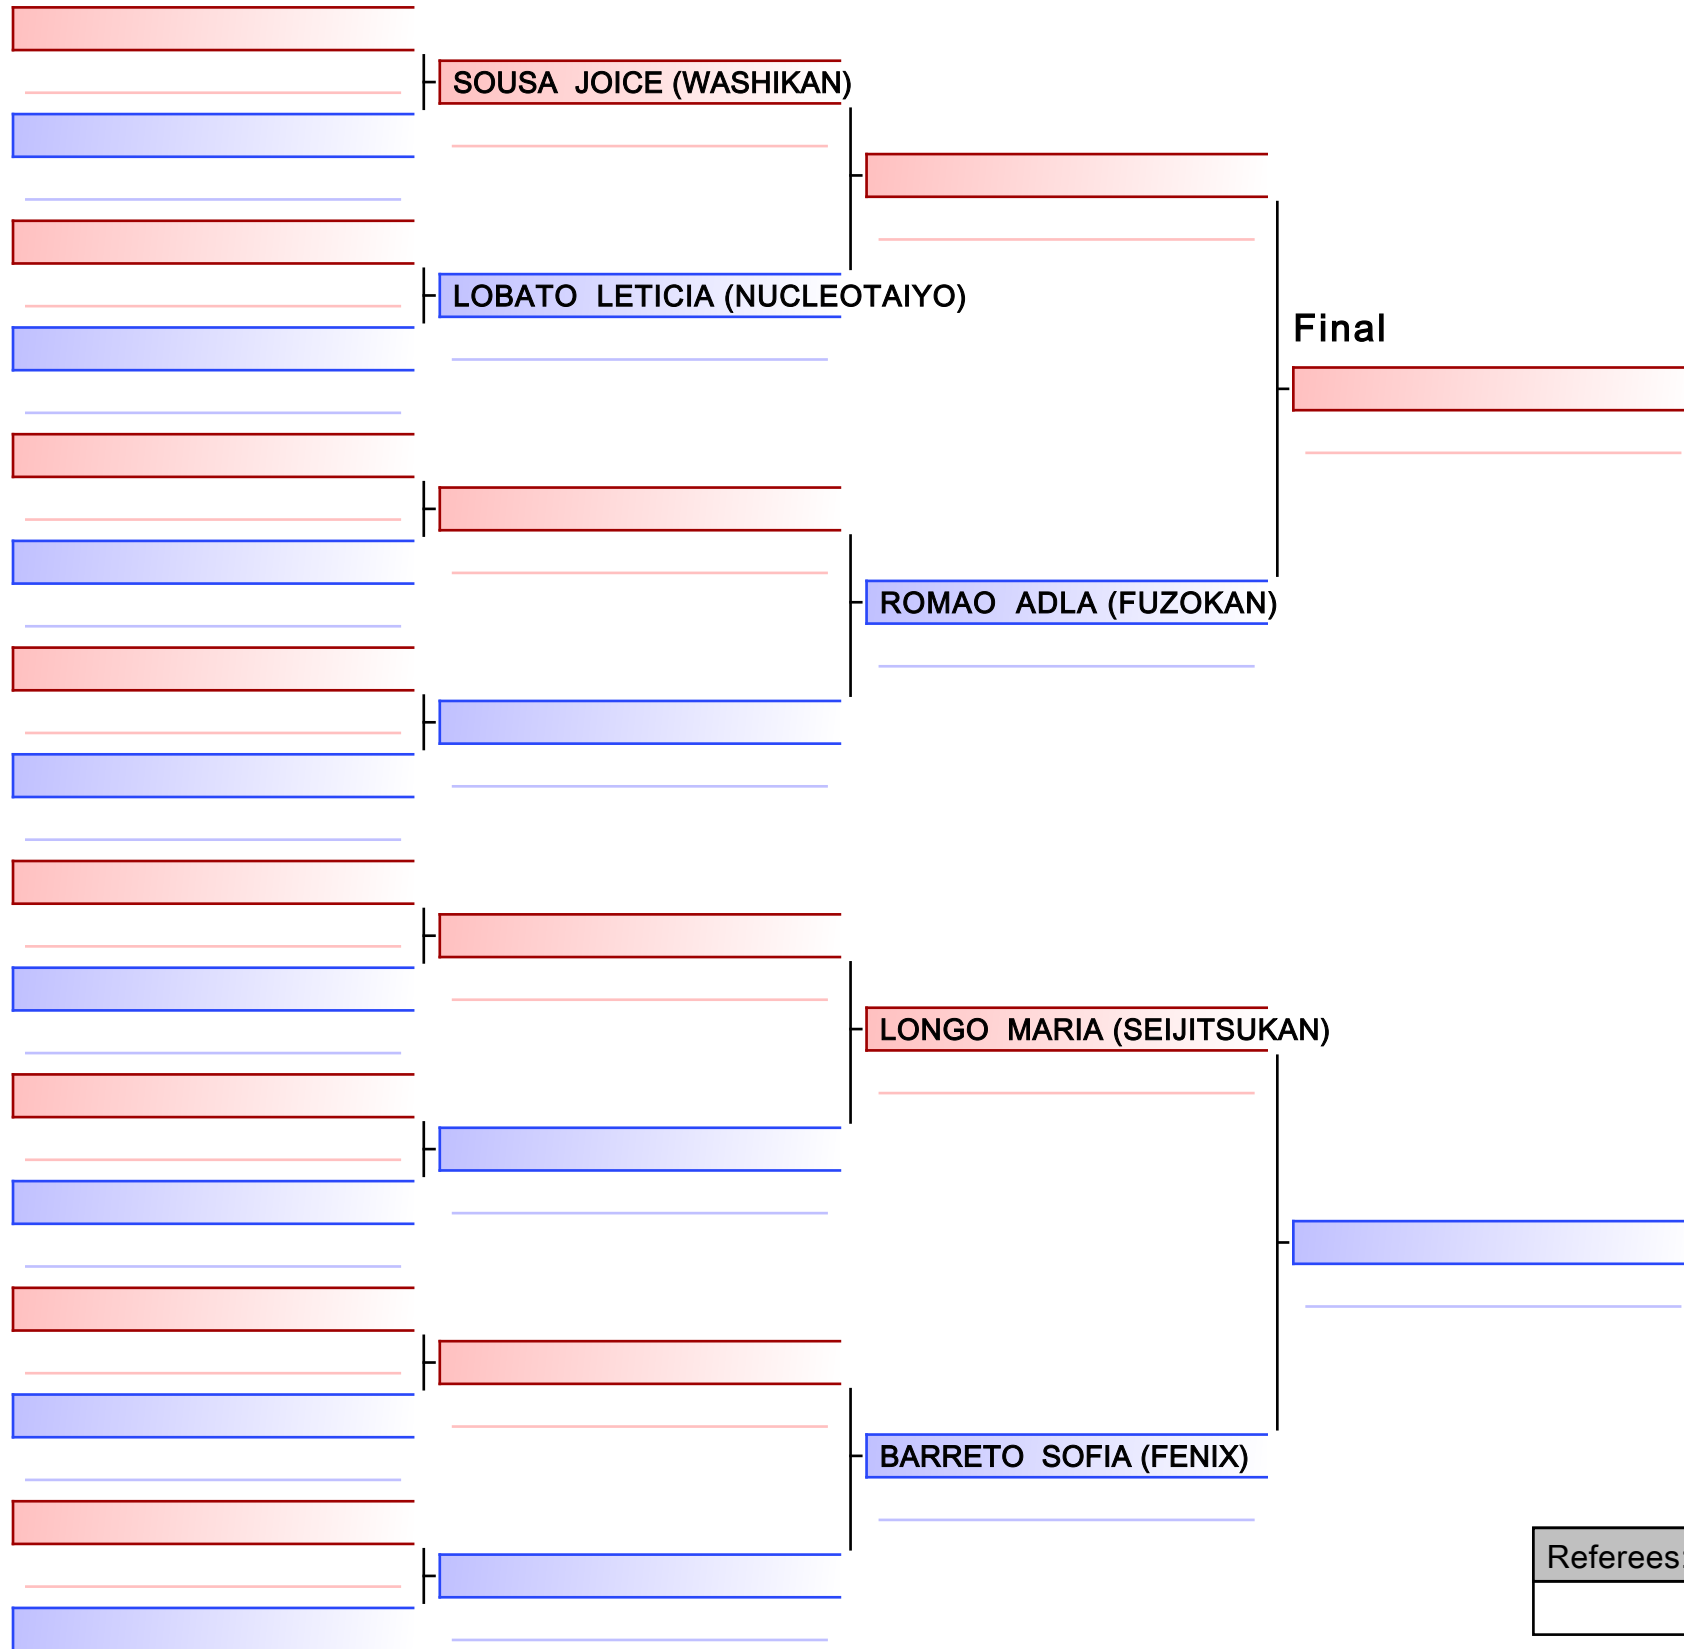 SOUSA  JOICE (WASHIKAN)
LOBATO  LETICIA (NUCLEOTAIYO)
Final
ROMAO  ADLA (FUZOKAN)
LONGO  MARIA (SEIJITSUKAN)
BARRETO  SOFIA (FENIX)
Referees: